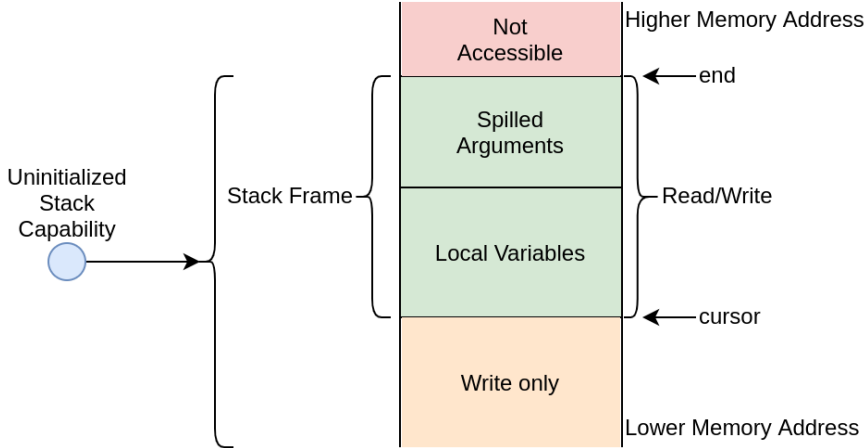 Not
Accessible
Higher Memory Address
end
Spilled
Arguments
Uninitialized
Stack
Capability
Stack Frame
Read/Write
Local Variables
cursor
Write only
Lower Memory Address